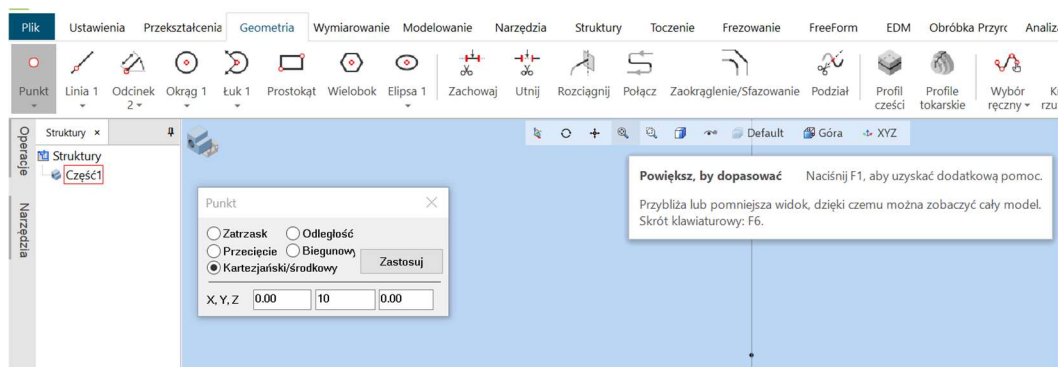 Plik Ustawienia Przekształcenia Geometria Wymiarowanie Modelowanie Narzędzia Struktury Toczenie Frezowanie FreeForm EDM Obróbka Przyrc Analiza
Punkt Linia 1 Odcinek 2 Okrąg 1 Łuk 1 Prostokąt Wielobok Elipsa 1 Zachowaj Utnij Rozciągnij Połącz Zaokrąglenie/Sfazowanie Podział Profil części Profile tokarskie Wybór ręczny
Operacje
Narzędzia
Struktury ×
Struktury
Część1
Default Góra XYZ
Powiększ, by dopasować Naciśnij F1, aby uzyskać dodatkową pomoc.
Przybliża lub pomniejsza widok, dzięki czemu można zobaczyć cały model.
Skrót klawiaturowy: F6.
Punkt
Zatrzask Odległość
Przecięcie Biegunowy
Kartezjański/środkowy Zastosuj
X, Y, Z 0.00 10 0.00